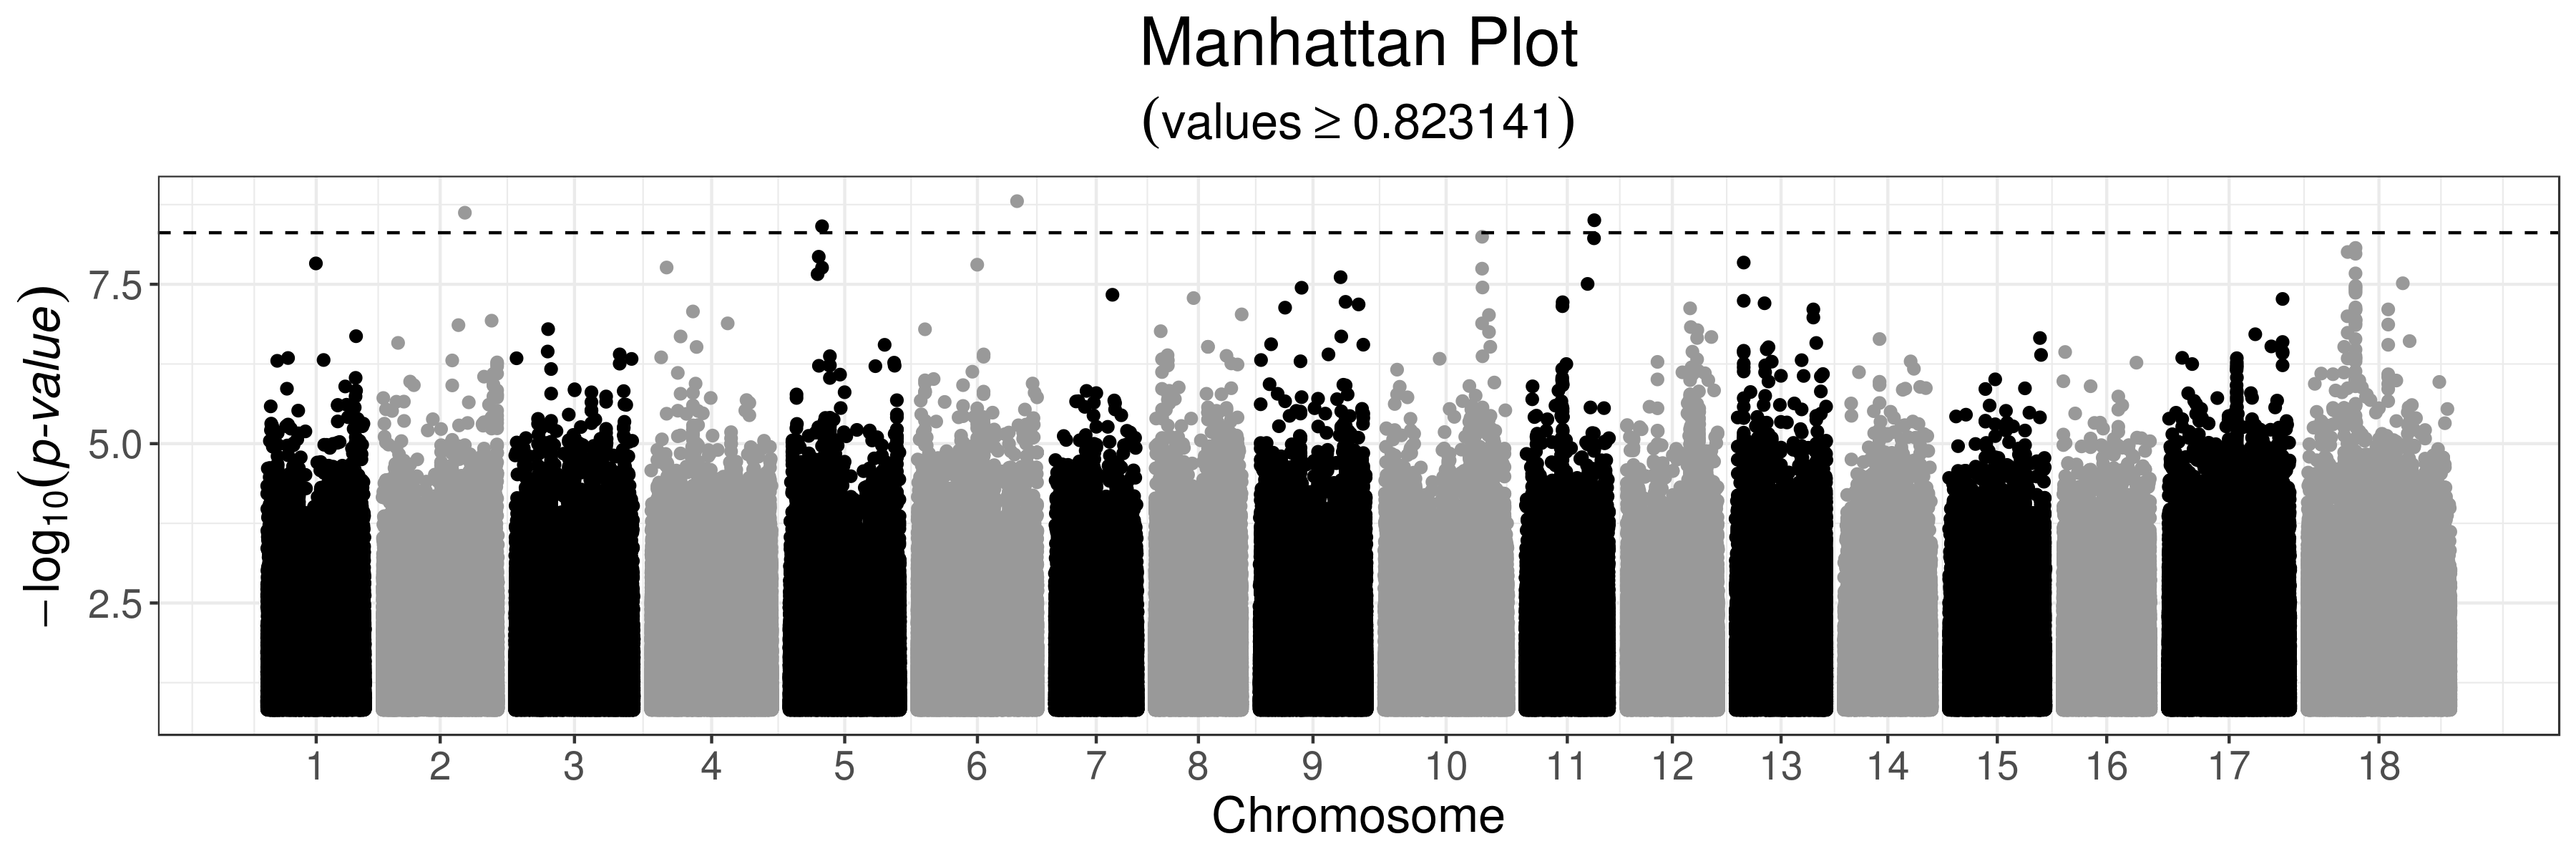 Manhattan Plot
(values ≥ 0.823141)
−log10(p-value)
7.5
5.0
2.5
1 2 3 4 5 6 7 8 9 10 11 12 13 14 15 16 17 18
Chromosome